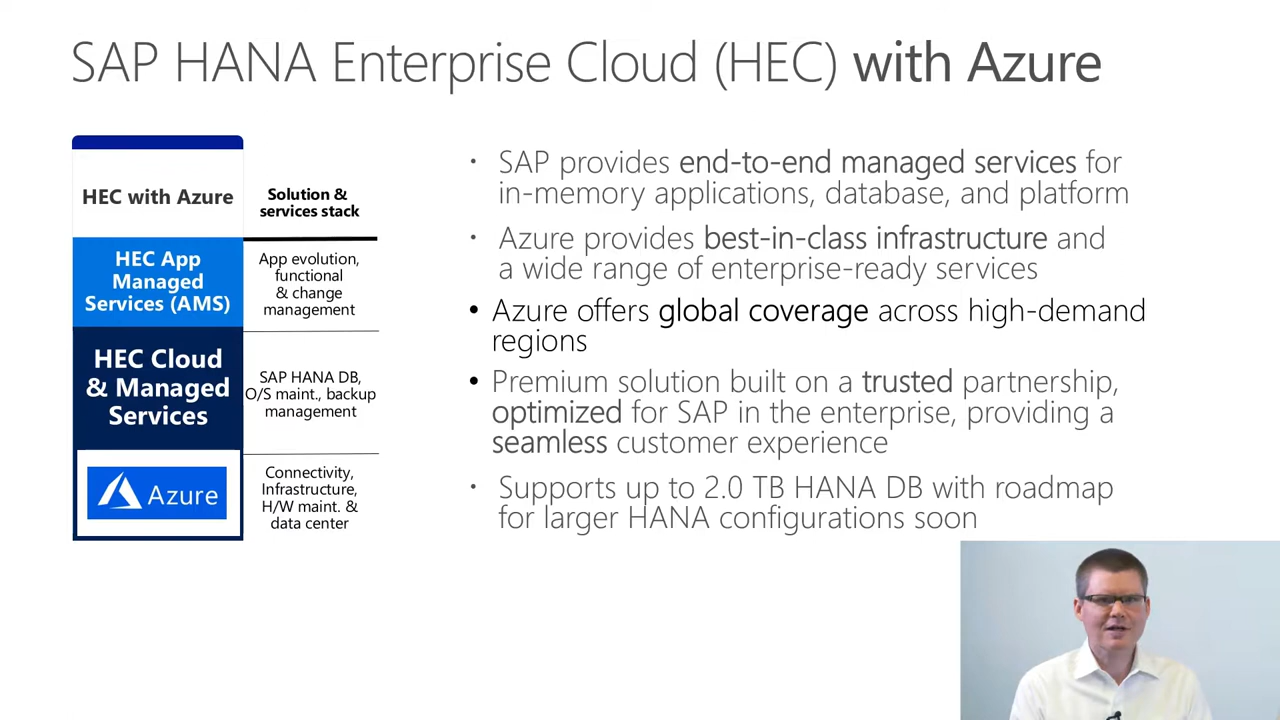 SAP HANA Enterprise Cloud (HEC) with Azure
HEC with Azure
Solution &
services stack
HEC App
Managed
Services (AMS)
App evolution,
functional
& change
management
HEC Cloud
& Managed
Services
SAP HANA DB,
O/S maint., backup
management
Azure
Connectivity,
Infrastructure,
H/W maint. &
data center
• SAP provides end-to-end managed services for
in-memory applications, database, and platform
• Azure provides best-in-class infrastructure and
a wide range of enterprise-ready services
• Azure offers global coverage across high-demand
regions
• Premium solution built on a trusted partnership,
optimized for SAP in the enterprise, providing a
seamless customer experience
• Supports up to 2.0 TB HANA DB with roadmap
for larger HANA configurations soon